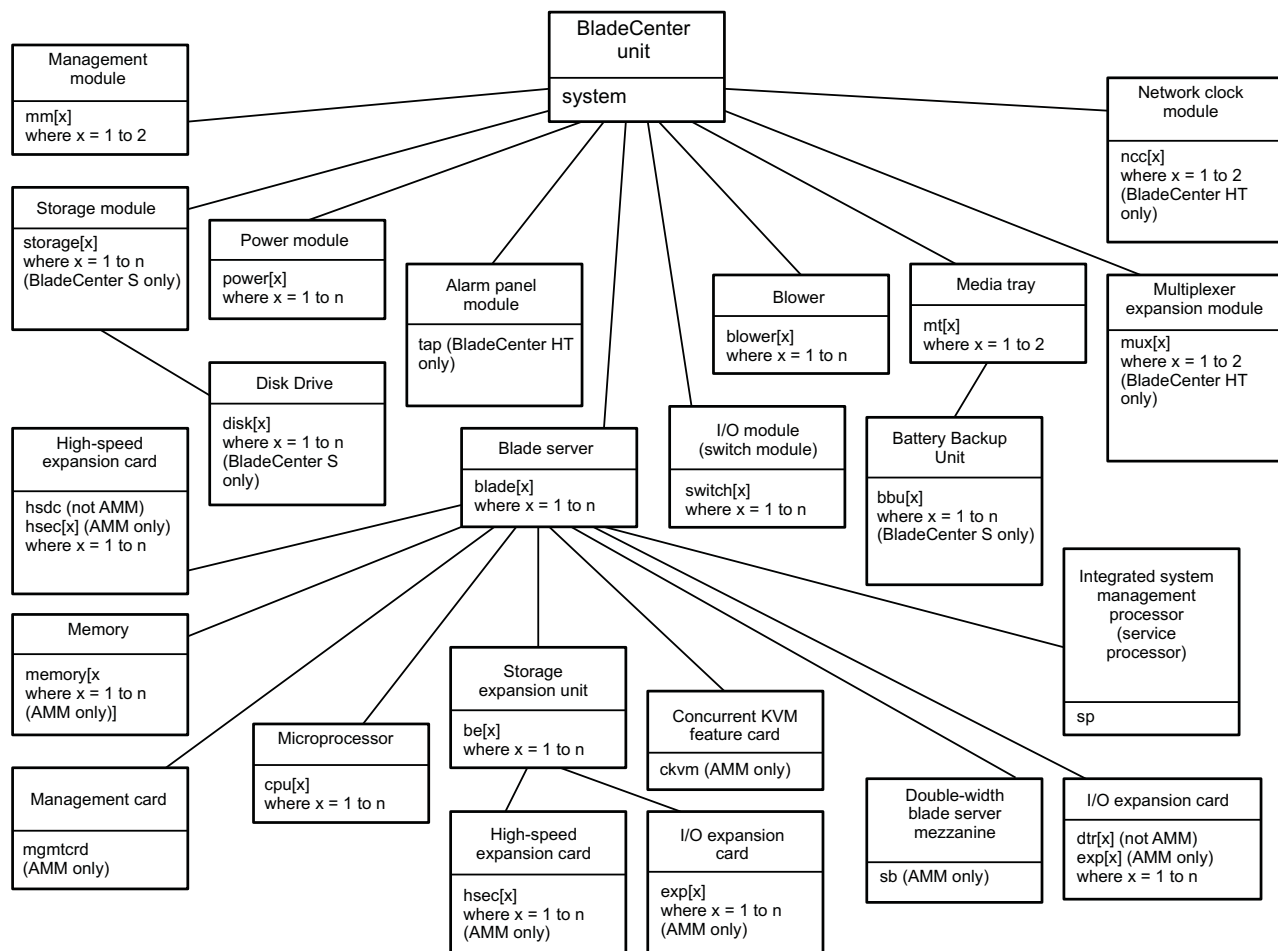 BladeCenter
unit
system
Management
module
mm[x]
where x = 1 to 2
Network clock
module
ncc[x]
where x = 1 to 2
(BladeCenter HT
only)
Storage module
storage[x]
where x = 1 to n
(BladeCenter S only)
Power module
power[x]
where x = 1 to n
Alarm panel
module
tap (BladeCenter HT
only)
Blower
blower[x]
where x = 1 to n
Media tray
mt[x]
where x = 1 to 2
Multiplexer
expansion module
mux[x]
where x = 1 to 2
(BladeCenter HT
only)
Disk Drive
disk[x]
where x = 1 to n
(BladeCenter S
only)
High-speed
expansion card
hsdc (not AMM)
hsec[x] (AMM only)
where x = 1 to n
Blade server
blade[x]
where x = 1 to n
I/O module
(switch module)
switch[x]
where x = 1 to n
Battery Backup
Unit
bbu[x]
where x = 1 to n
(BladeCenter S only)
Integrated system
management
processor
(service
processor)
sp
Memory
memory[x
where x = 1 to n
(AMM only)]
Management card
mgmtcrd
(AMM only)
Microprocessor
cpu[x]
where x = 1 to n
Storage
expansion unit
be[x]
where x = 1 to n
Concurrent KVM
feature card
ckvm (AMM only)
High-speed
expansion card
hsec[x]
where x = 1 to n
(AMM only)
I/O expansion
card
exp[x]
where x = 1 to n
(AMM only)
Double-width
blade server
mezzanine
sb (AMM only)
I/O expansion card
dtr[x] (not AMM)
exp[x] (AMM only)
where x = 1 to n